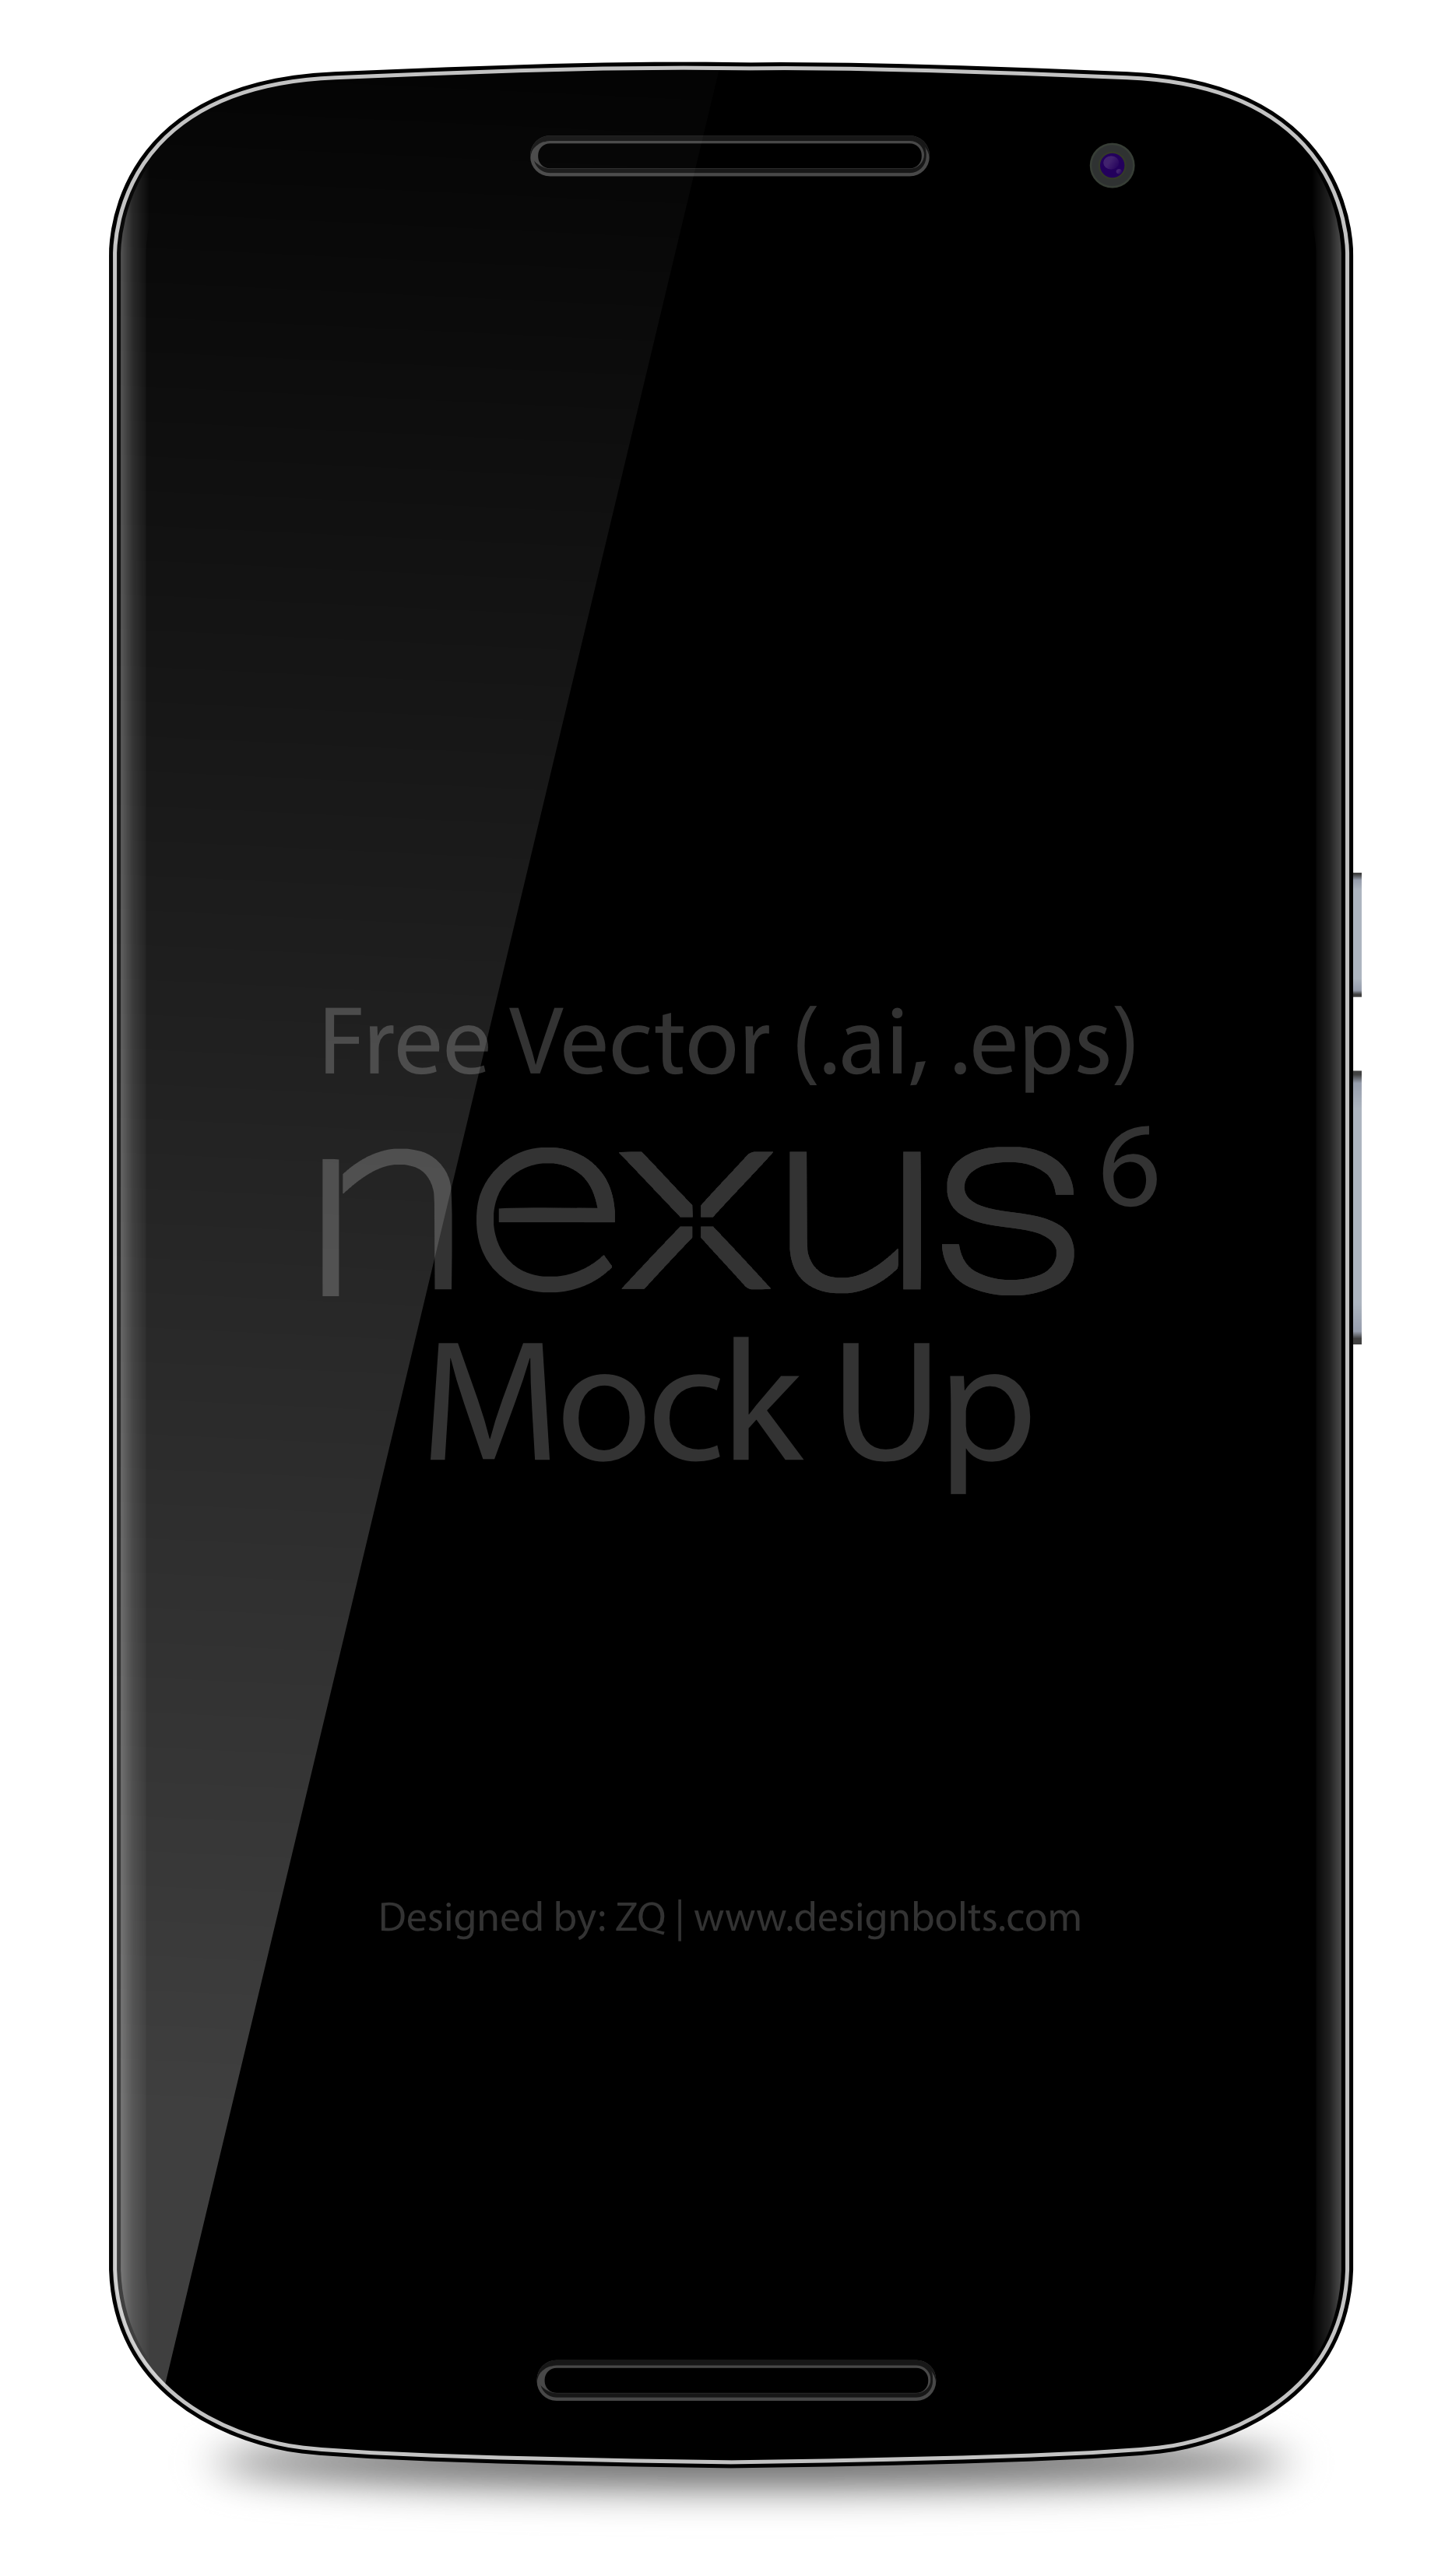 Free Vector (.ai, .eps)
nexus 6
Mock Up
Designed by: ZQ | www.designbolts.com